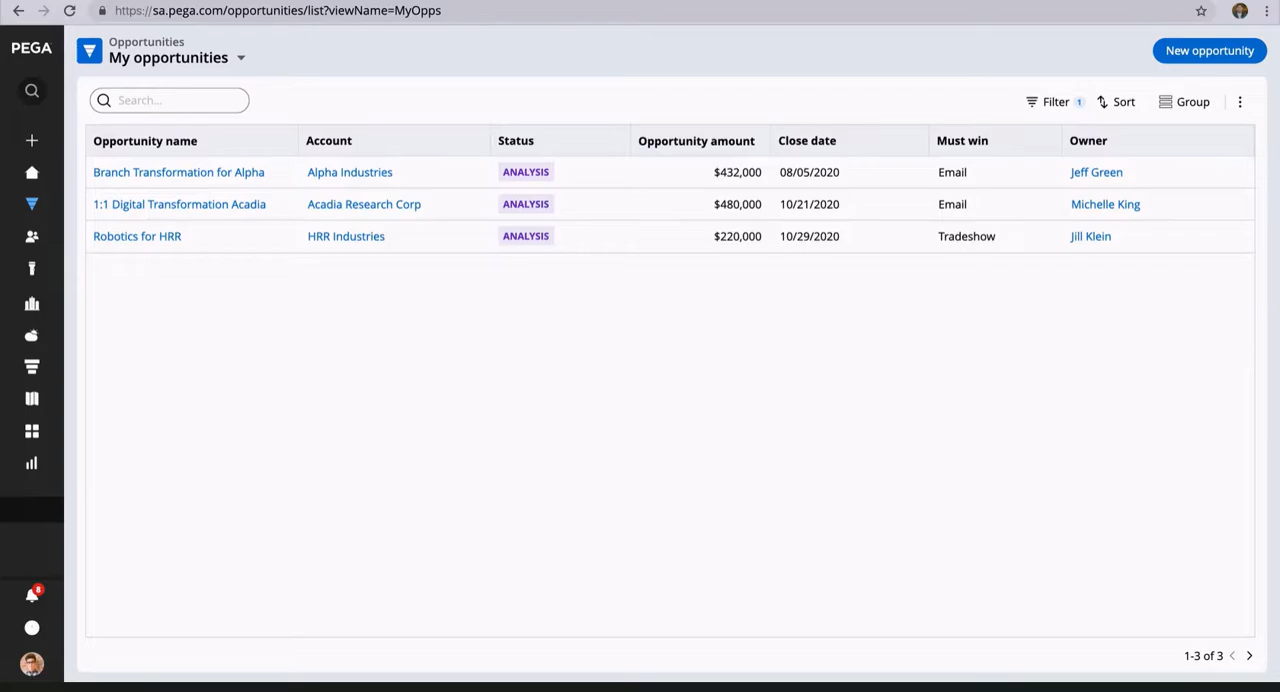 https://sa.pega.com/opportunities/list?viewName=MyOpps
PEGA
Opportunities
My opportunities
New opportunity
Search...
Filter 1 Sort Group
Opportunity name Account Status Opportunity amount Close date Must win Owner
Branch Transformation for Alpha Alpha Industries ANALYSIS $432,000 08/05/2020 Email Jeff Green
1:1 Digital Transformation Acadia Acadia Research Corp ANALYSIS $480,000 10/21/2020 Email Michelle King
Robotics for HRR HRR Industries ANALYSIS $220,000 10/29/2020 Tradeshow Jill Klein
8
1-3 of 3